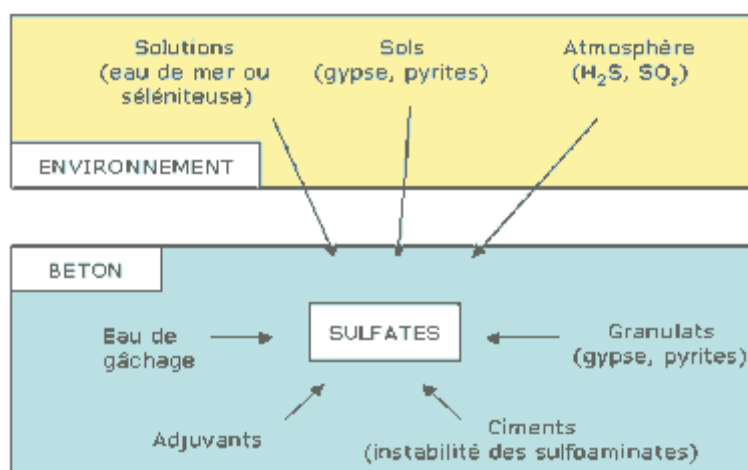 Solutions
(eau de mer ou
séléniteuse)
Sols
(gypse, pyrites)
Atmosphère
(H₂S, SO₂)
ENVIRONNEMENT
BETON
Eau de
gâchage
SULFATES
Granulats
(gypse, pyrites)
Adjuvants
Ciments
(instabilité des sulfoaminates)